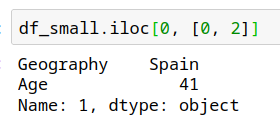 df_small.iloc[0, [0, 2]]
Geography    Spain
Age             41
Name: 1, dtype: object